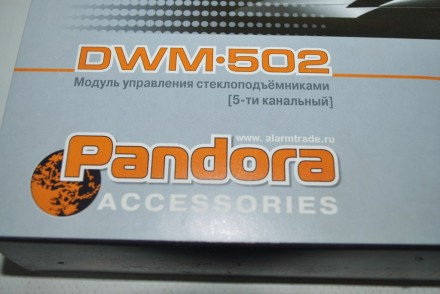 DWM·502
Модуль управления стеклоподъёмниками
[5-ти канальный]
www.alarmtrade.ru
Pandora
ACCESSORIES